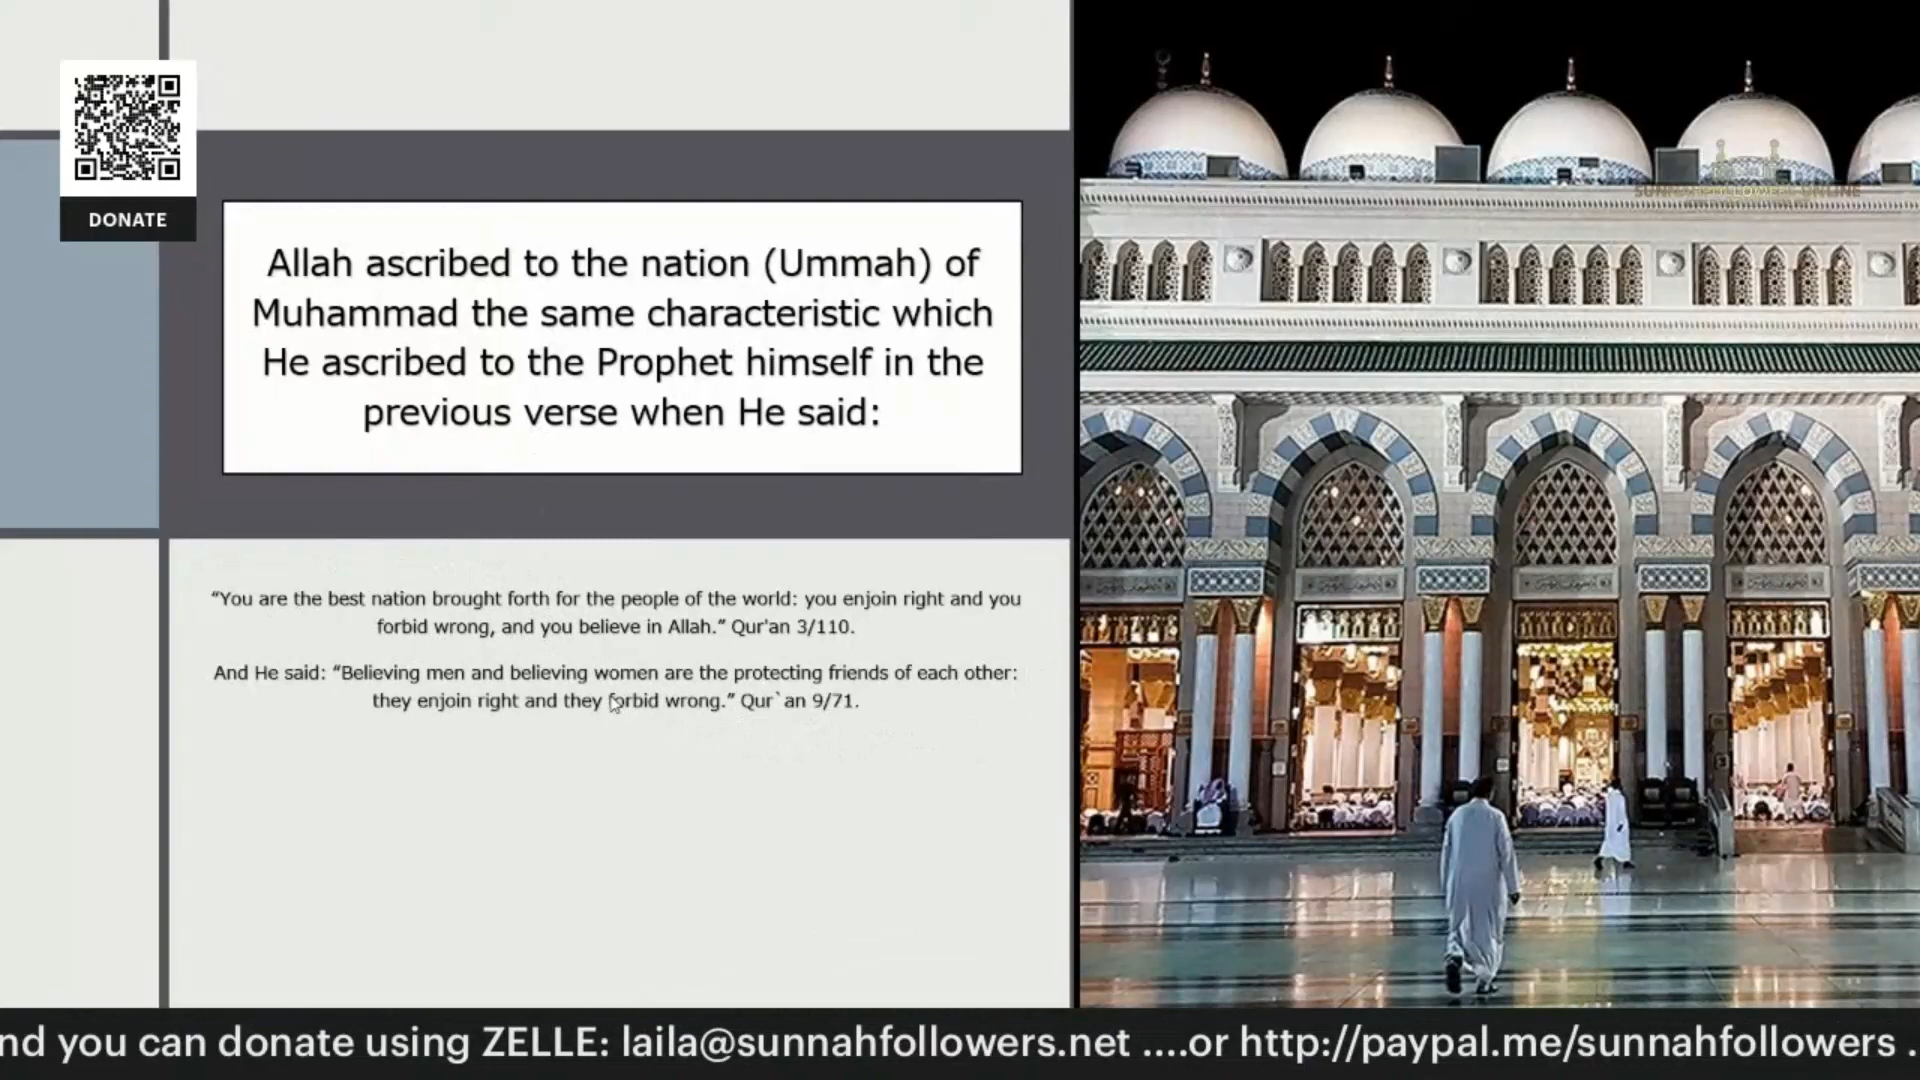 DONATE
Allah ascribed to the nation (Ummah) of
Muhammad the same characteristic which
He ascribed to the Prophet himself in the
previous verse when He said:
“You are the best nation brought forth for the people of the world: you enjoin right and you
forbid wrong, and you believe in Allah.” Qur'an 3/110.
And He said: “Believing men and believing women are the protecting friends of each other:
they enjoin right and they forbid wrong.” Qur`an 9/71.
SUNNAH FOLLOWERS ONLINE
nd you can donate using ZELLE: laila@sunnahfollowers.net ....or http://paypal.me/sunnahfollowers .